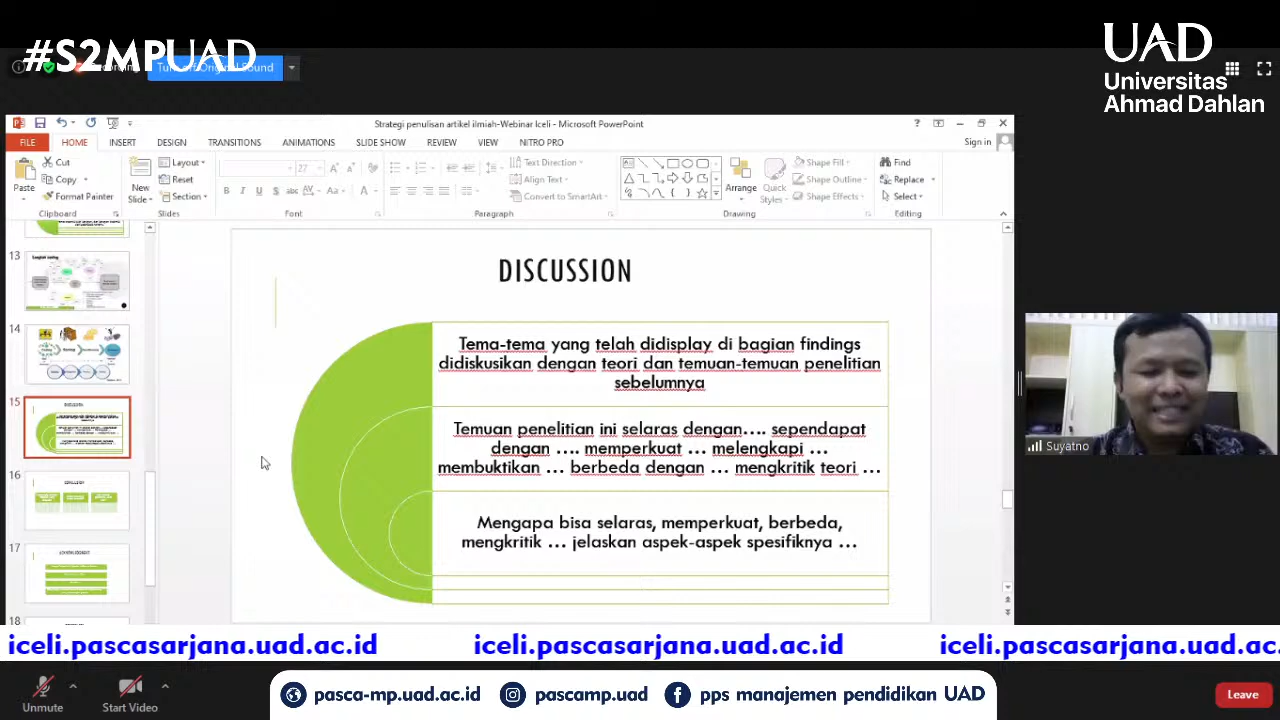 #S2MPUAD
UAD
Universitas
Ahmad Dahlan
Strategi penulisan artikel ilmiah-Webinar Iceli - Microsoft PowerPoint
FILE HOME INSERT DESIGN TRANSITIONS ANIMATIONS SLIDE SHOW REVIEW VIEW NITRO PRO
Sign in
Paste
Cut
Copy
Format Painter
Clipboard
New
Slide
Layout
Reset
Section
Slides
27
Font
Text Direction
Align Text
Convert to SmartArt
Paragraph
Arrange
Quick
Styles
Shape Fill
Shape Outline
Shape Effects
Drawing
Find
Replace
Select
Editing
13
14
15
16
17
18
DISCUSSION
Tema-tema yang telah didisplay di bagian findings
didiskusikan dengan teori dan temuan-temuan penelitian
sebelumnya
Temuan penelitian ini selaras dengan…. sependapat
dengan …. memperkuat … melengkapi …
membuktikan … berbeda dengan … mengkritik teori …
Mengapa bisa selaras, memperkuat, berbeda,
mengkritik … jelaskan aspek-aspek spesifiknya …
Suyatno
iceli.pascasarjana.uad.ac.id iceli.pascasarjana.uad.ac.id iceli.pascasarjana.uad.ac.id
Unmute
Start Video
pasca-mp.uad.ac.id pascamp.uad pps manajemen pendidikan UAD
Leave